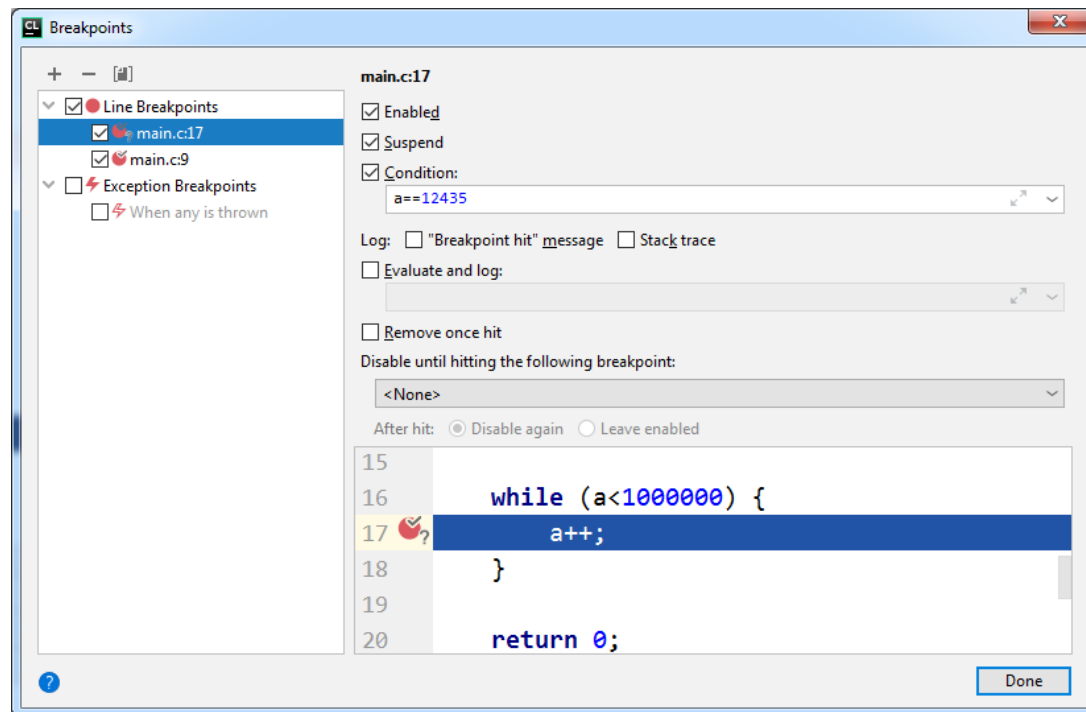 CL Breakpoints
main.c:17
Line Breakpoints
Enabled
main.c:17
Suspend
main.c:9
Condition:
Exception Breakpoints
a==12435
When any is thrown
Log: "Breakpoint hit" message Stack trace
Evaluate and log:
Remove once hit
Disable until hitting the following breakpoint:
<None>
After hit: Disable again Leave enabled
15
16 while (a<1000000) {
17 ? a++;
18 }
19
20 return 0;
? Done